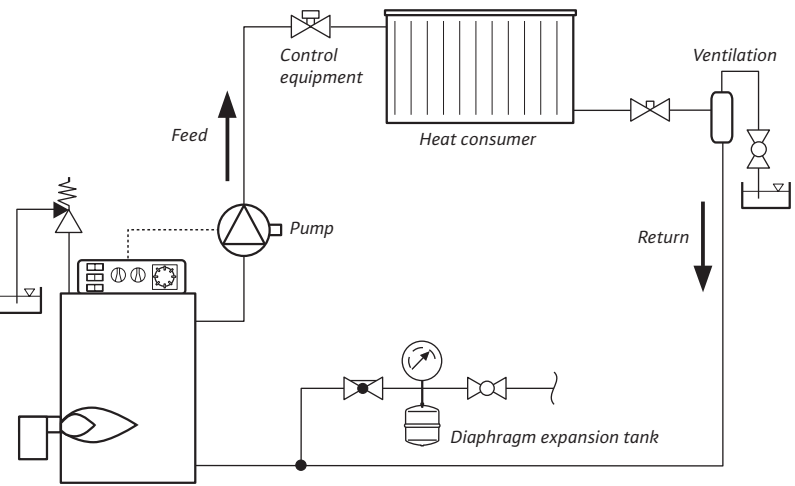 Ventilation
Control
equipment
Feed
Heat consumer
Pump
Return
Diaphragm expansion tank